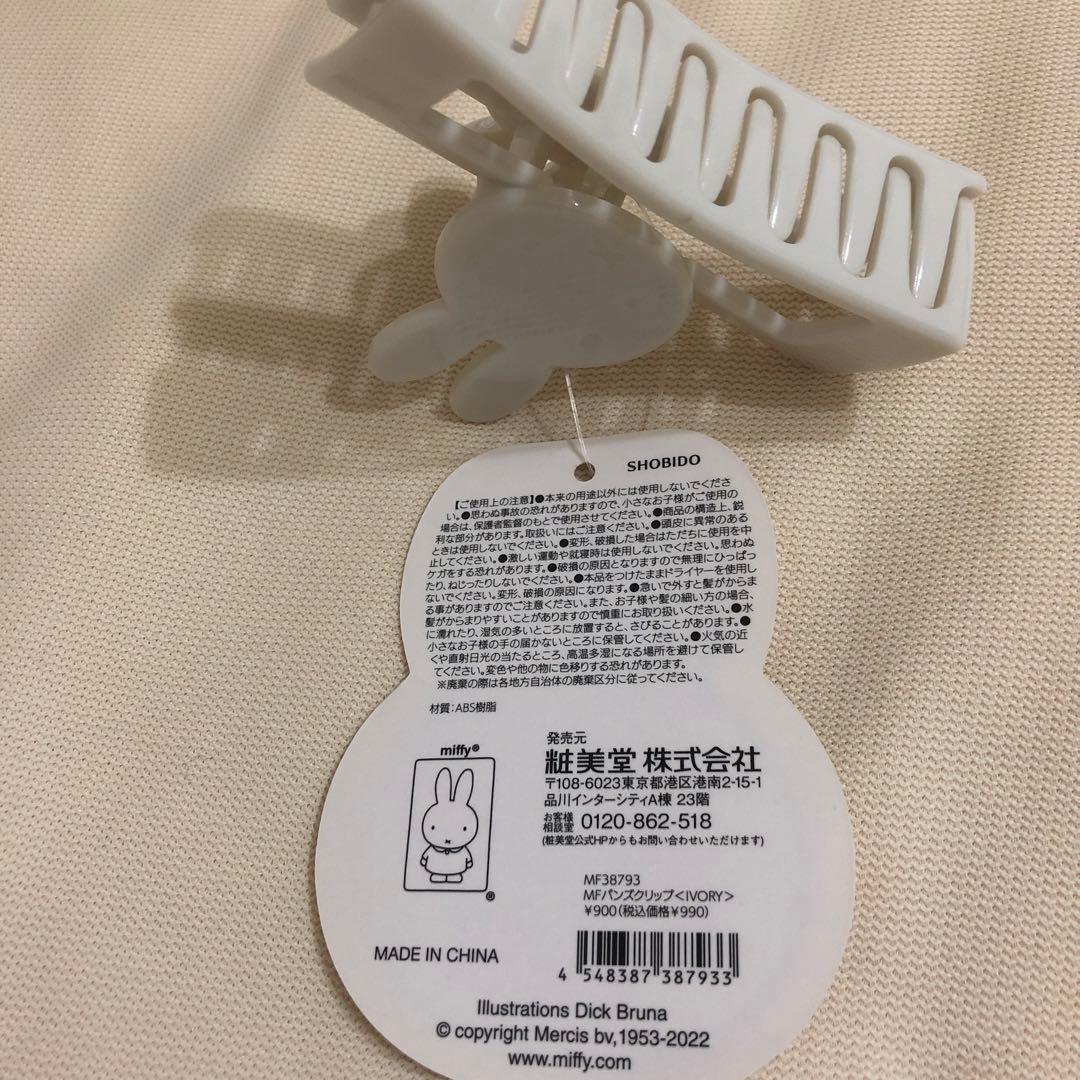 SHOBIDO
【ご使用上の注意】●本来の用途以外には使用しないでくださ
い。●思わぬ事故の恐れがありますので、小さなお子様がご使用の
場合は、保護者監督のもとで使用させてください。●商品の構造上、鋭
利な部分があります。取扱いにはご注意ください。●頭皮に異常のある
ときは使用しないでください。●変形、破損した場合はただちに使用を中
止してください。●激しい運動や就寝時は使用しないでください。思わぬ
ケガをする恐れがあります。●破損の原因となりますので無理にひっぱっ
たり、ねじったりしないでください。●本品をつけたままドライヤーを使用し
ないでください。変形、破損の原因になります。●急いで外すと髪がからま
る事がありますのでご注意ください。また、お子様や髪の細い方の場合、
髪がからまりやすいことがありますので慎重にお取り扱いください。●水
に濡れたり、湿気の多いところに放置すると、さびることがあります。●
小さなお子様の手の届かないところに保管してください。●火気の近
くや直射日光の当たるところ、高温多湿になる場所を避けて保管し
てください。変色や他の物に色移りする恐れがあります。
※廃棄の際は各地方自治体の廃棄区分に従ってください。
材質：ABS樹脂
miffy®
®
発売元
粧美堂 株式会社
〒108-6023東京都港区港南2-15-1
品川インターシティA棟 23階
お客様相談室 0120-862-518
(粧美堂公式HPからもお問い合わせいただけます)
MF38793
MFバンズクリップ<IVORY>
¥900(税込価格¥990)
MADE IN CHINA
4 548387 387933
Illustrations Dick Bruna
© copyright Mercis bv,1953-2022
www.miffy.com